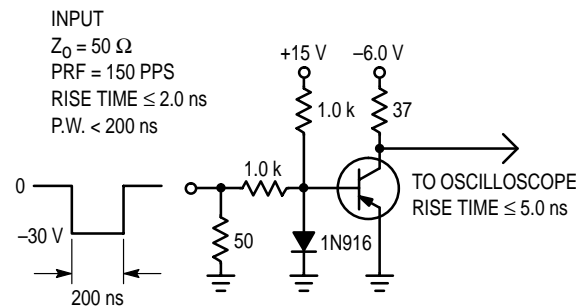 INPUT
Zo = 50 Ω
PRF = 150 PPS
RISE TIME ≤ 2.0 ns
P.W. < 200 ns
+15 V
–6.0 V
1.0 k
37
1.0 k
0
–30 V
50
1N916
200 ns
TO OSCILLOSCOPE
RISE TIME ≤ 5.0 ns